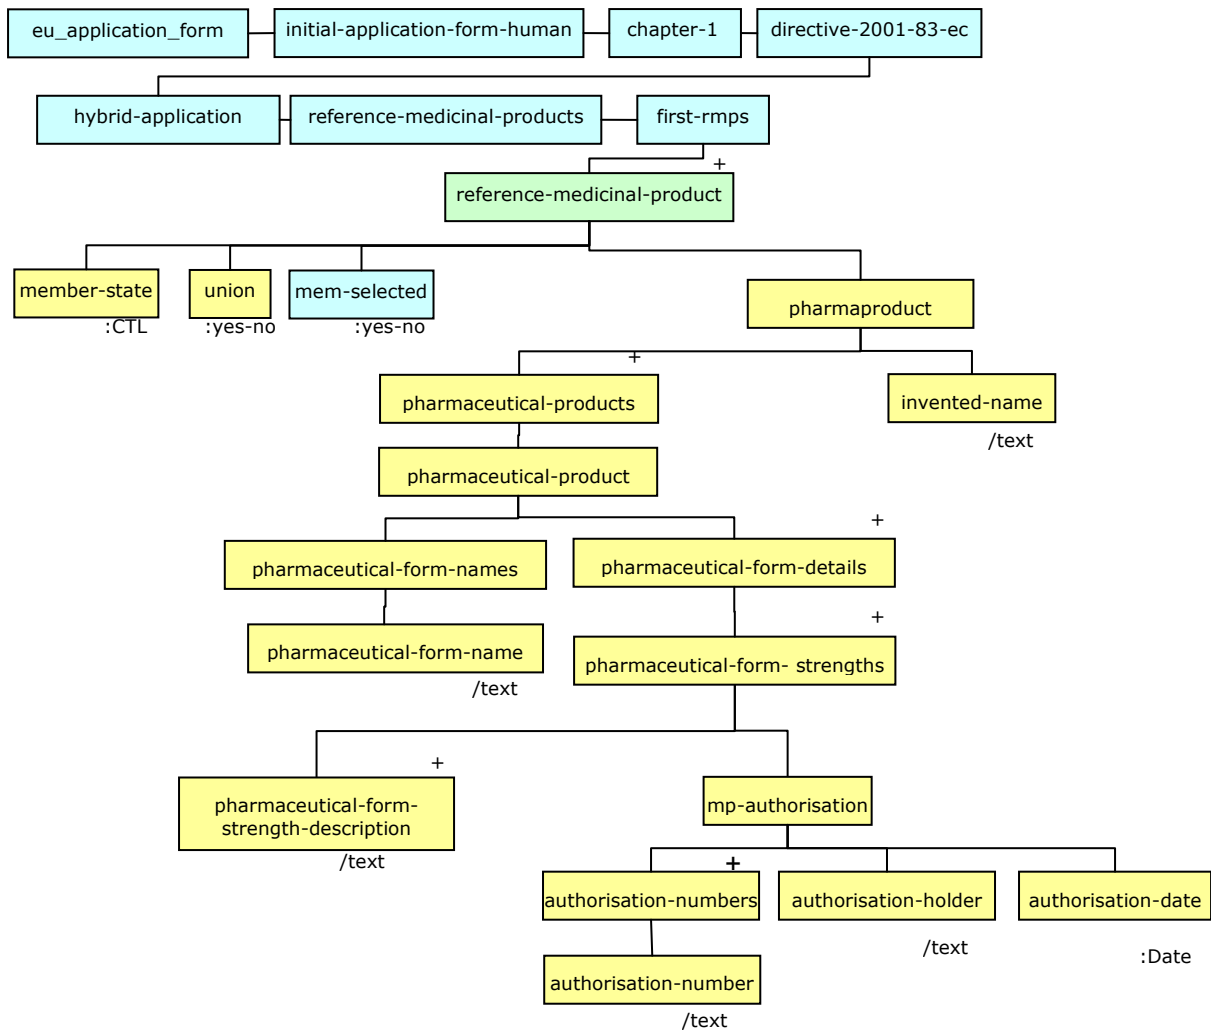 eu_application_form
initial-application-form-human
chapter-1
directive-2001-83-ec
hybrid-application
reference-medicinal-products
first-rmps
+
reference-medicinal-product
member-state
union
mem-selected
:CTL
:yes-no
:yes-no
pharmaproduct
+
pharmaceutical-products
invented-name
/text
pharmaceutical-product
+
pharmaceutical-form-names
pharmaceutical-form-details
+
pharmaceutical-form-name
/text
pharmaceutical-form- strengths
+
pharmaceutical-form-
strength-description
/text
mp-authorisation
+
authorisation-numbers
authorisation-holder
authorisation-date
/text
:Date
authorisation-number
/text